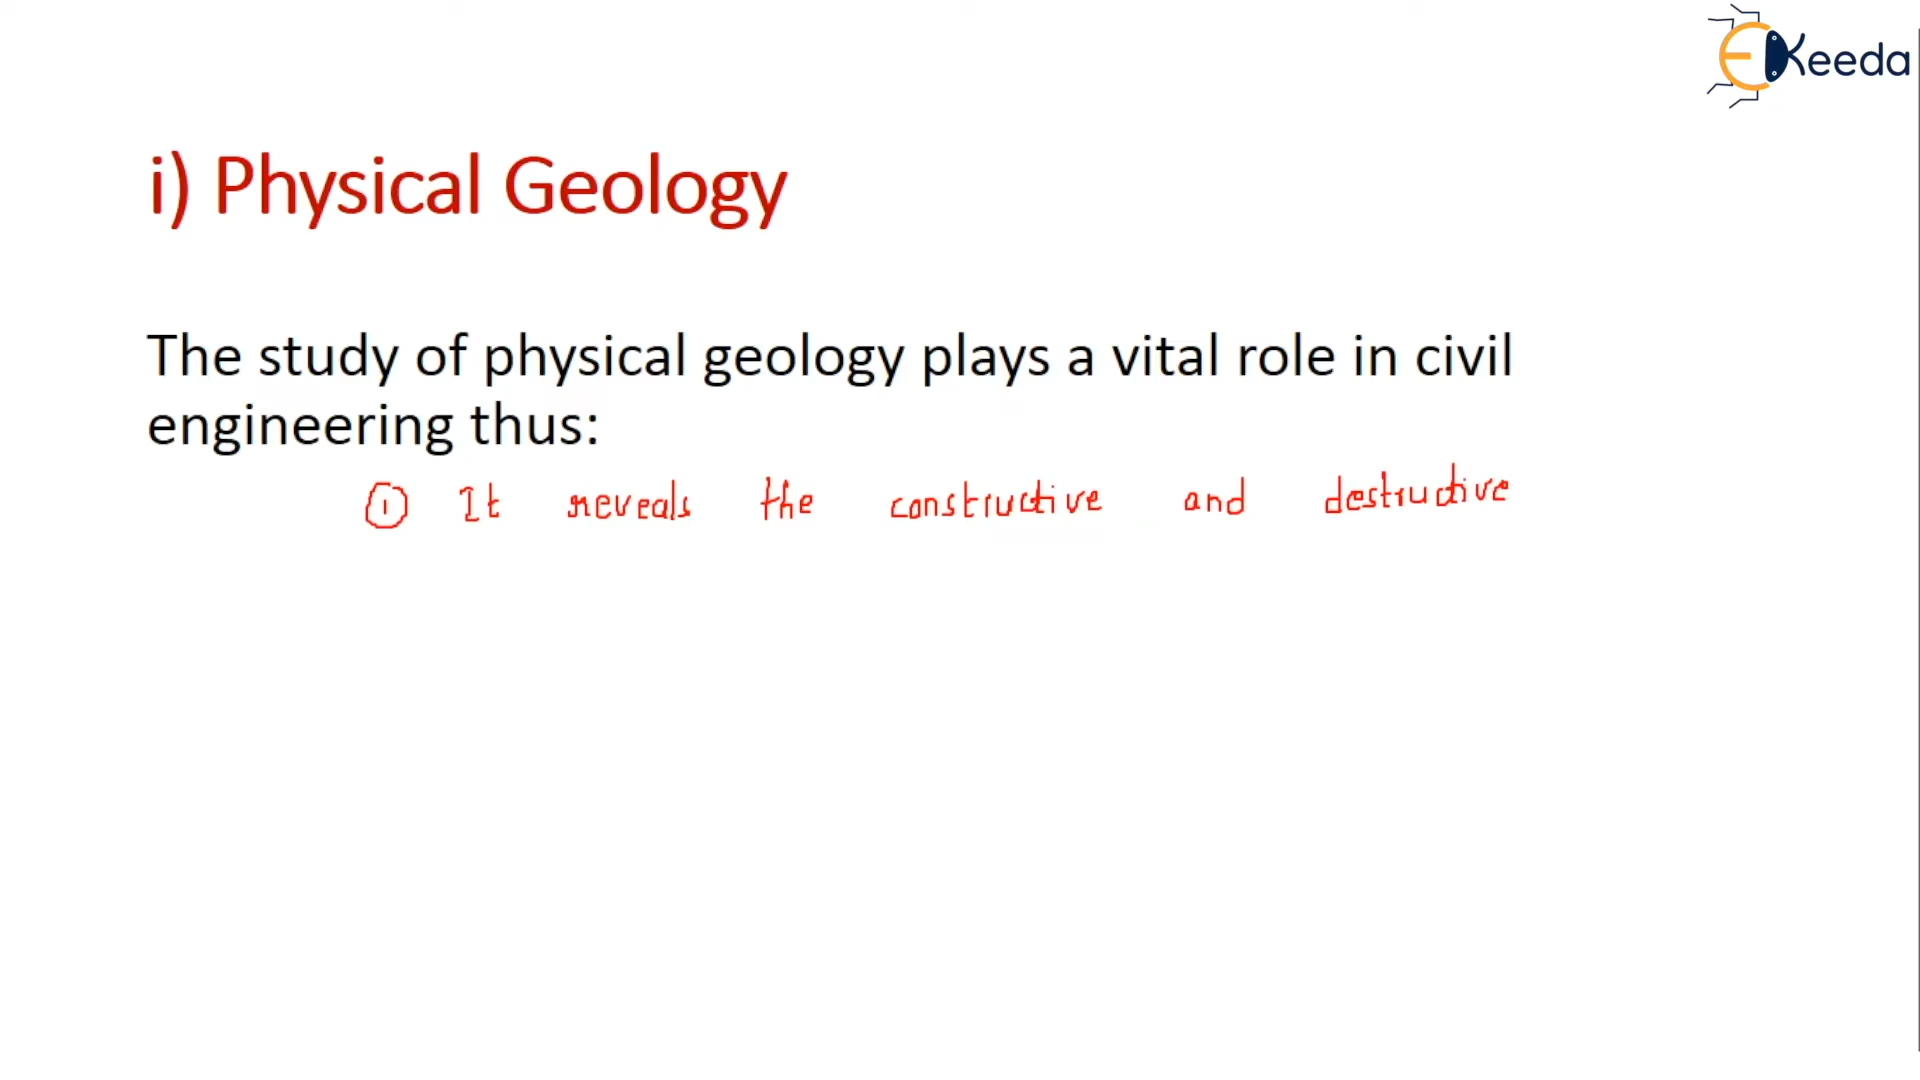 EKeeda
i) Physical Geology
The study of physical geology plays a vital role in civil
engineering thus:
① It reveals the constructive and destructive